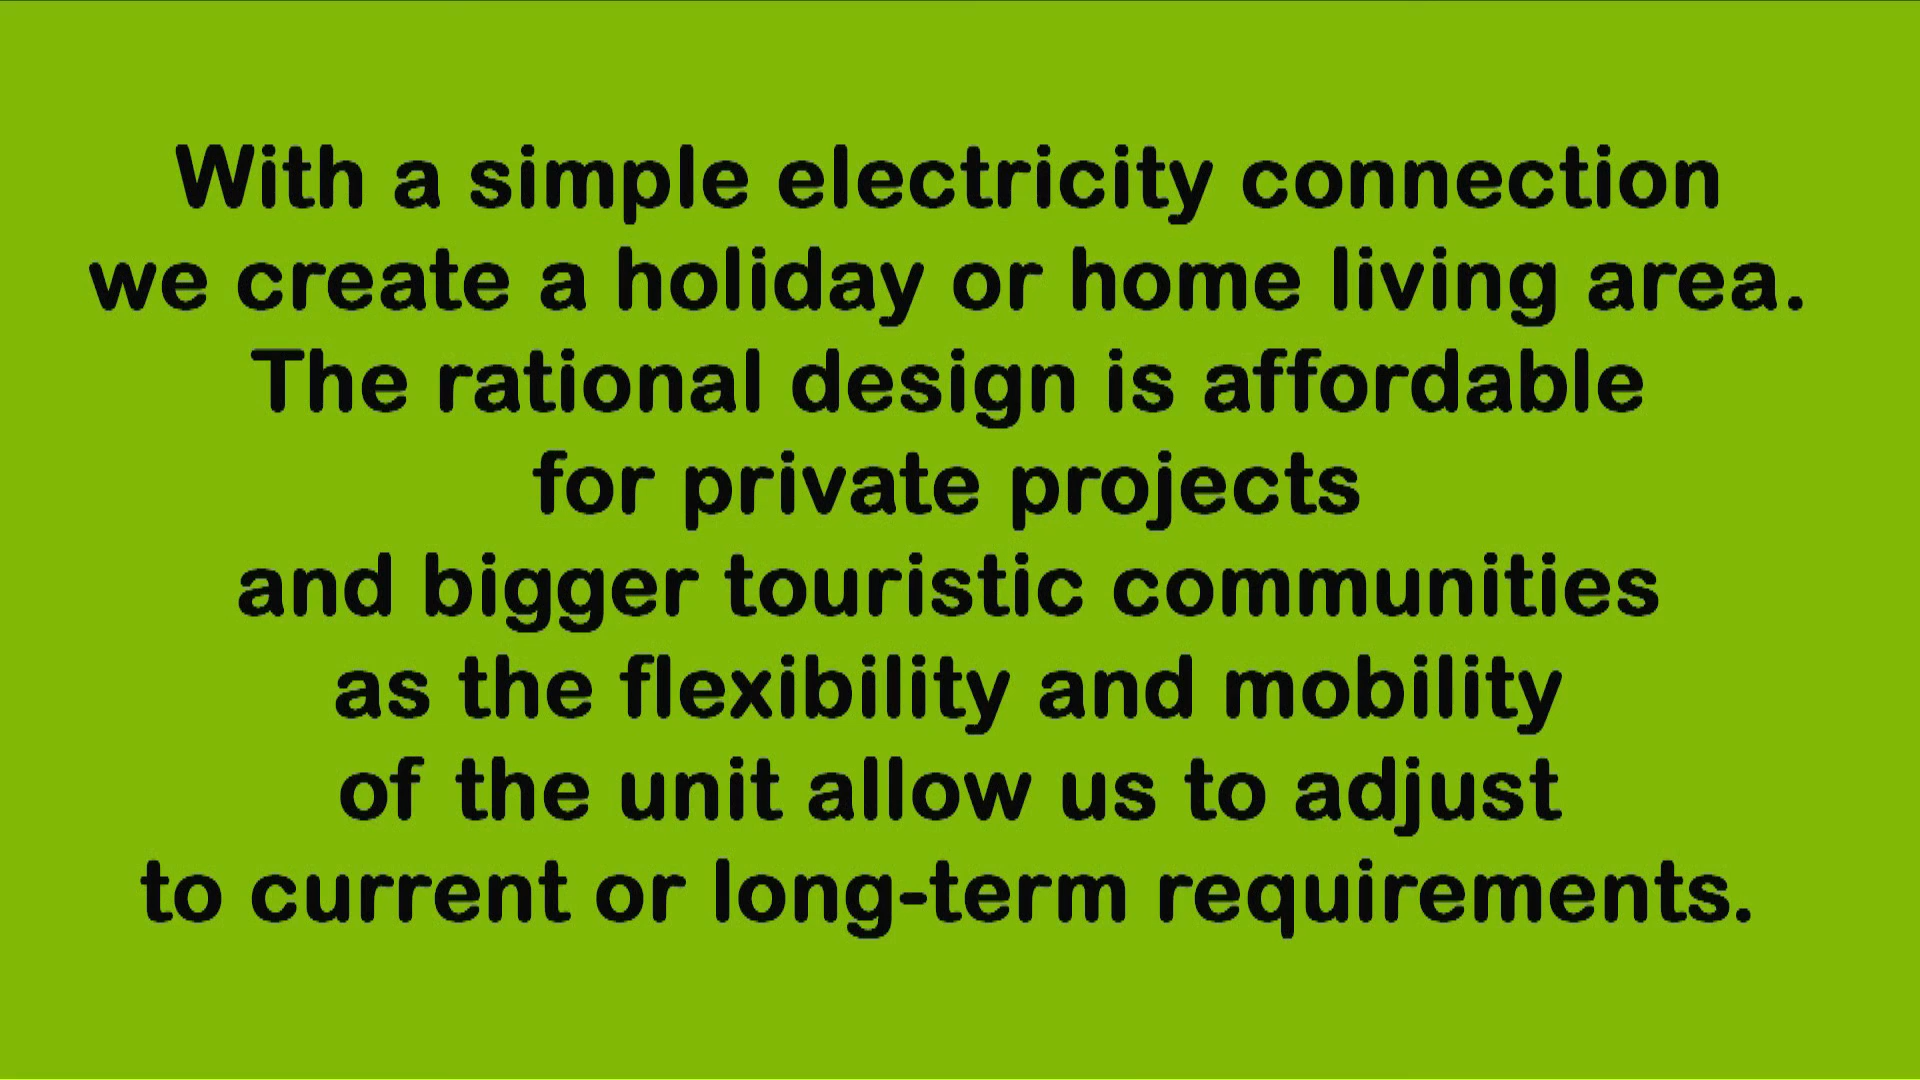 With a simple electricity connection
we create a holiday or home living area.
The rational design is affordable
for private projects
and bigger touristic communities
as the flexibility and mobility
of the unit allow us to adjust
to current or long-term requirements.